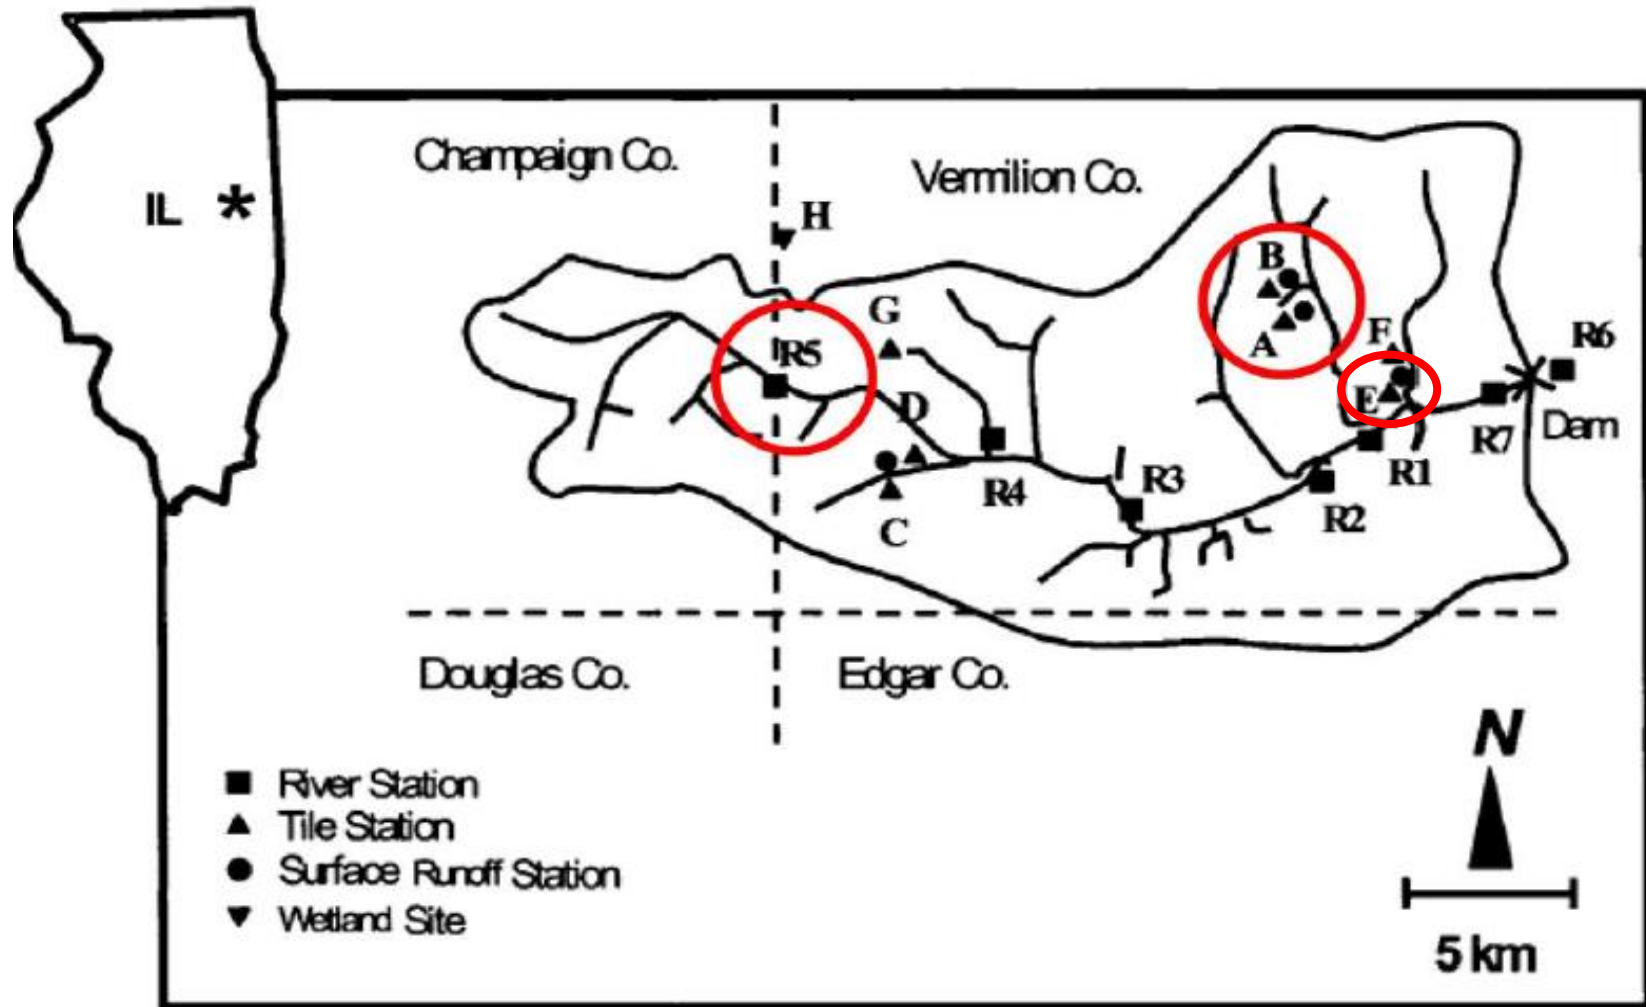 Champaign Co.
Vermilion Co.
IL *
H
B
G
R5
A
F
R6
E
D
Dam
R7
R1
R4
R3
R2
C
Douglas Co.
Edgar Co.
N
River Station
Tile Station
Surface Runoff Station
Wetland Site
5 km